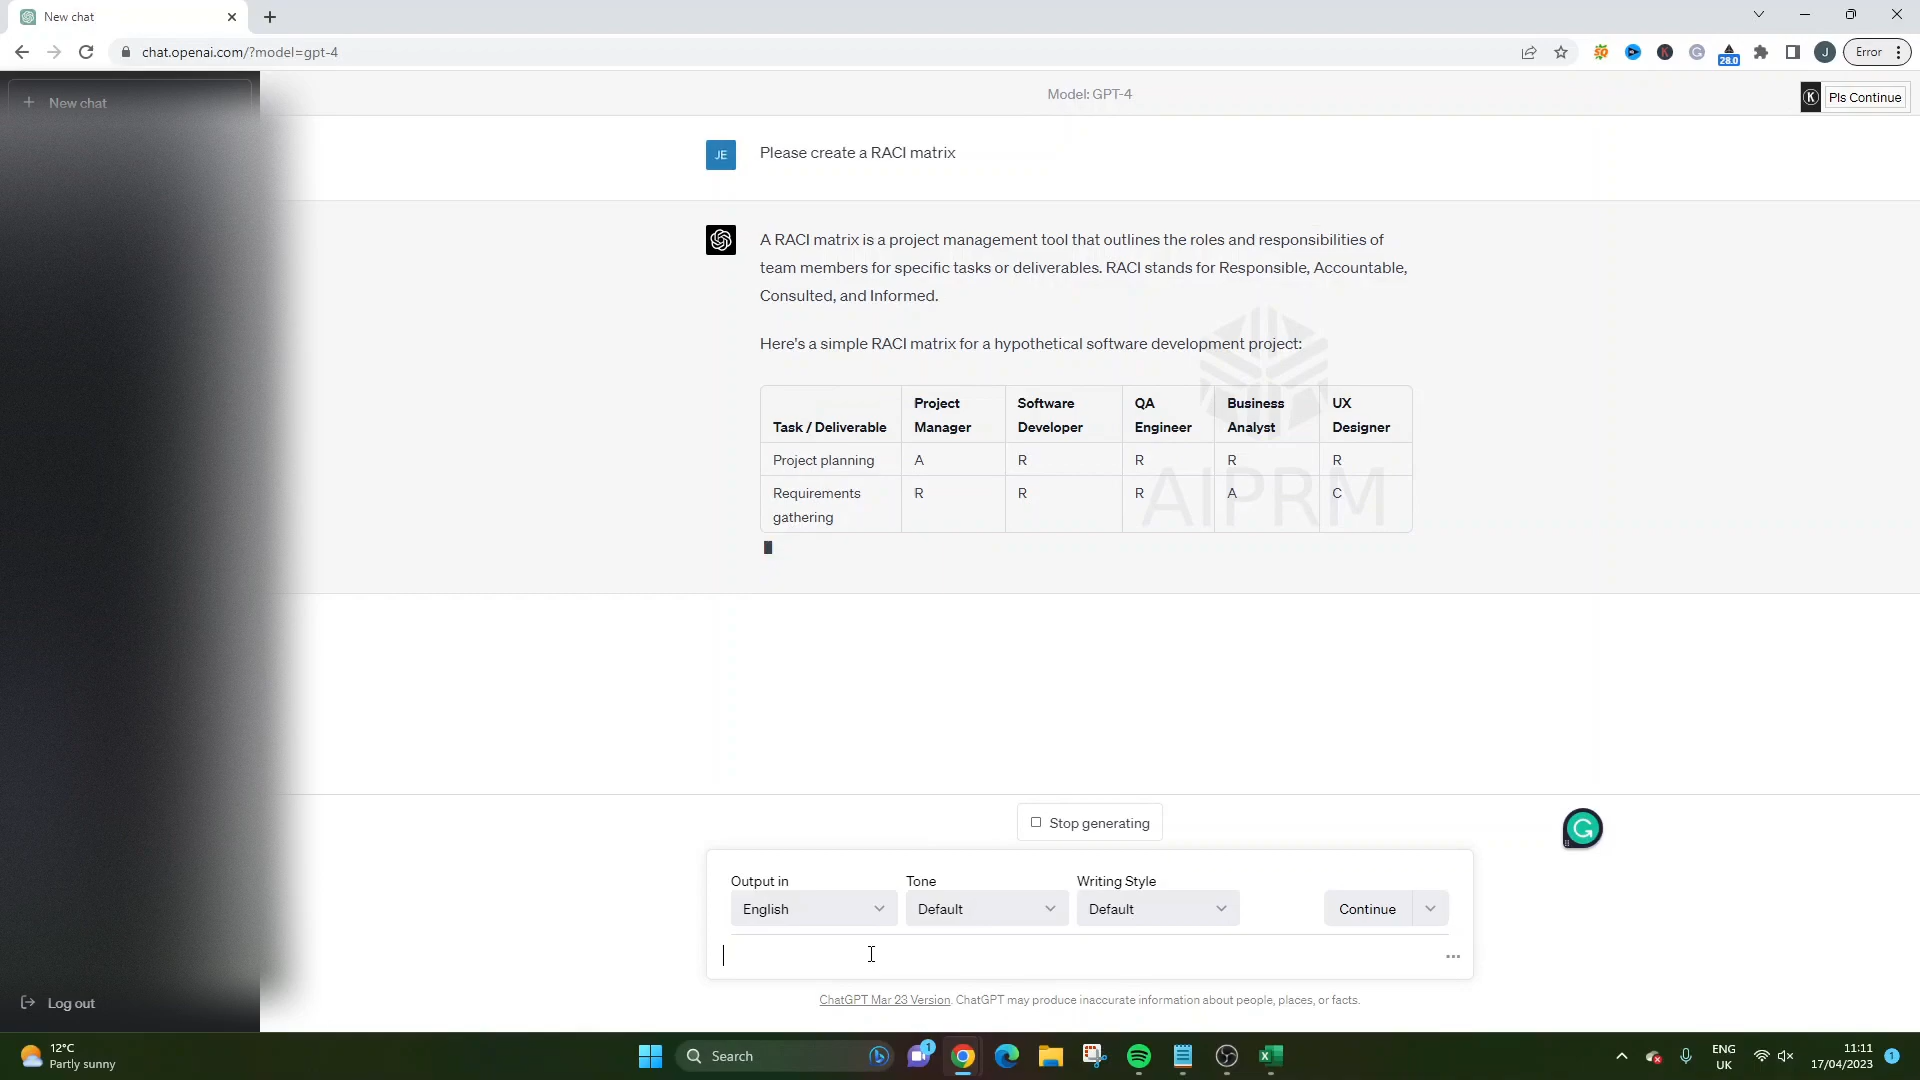 New chat
chat.openai.com/?model=gpt-4
28.0
J
Error
New chat
Model: GPT-4
K
Pls Continue
JE
Please create a RACI matrix
A RACI matrix is a project management tool that outlines the roles and responsibilities of
team members for specific tasks or deliverables. RACI stands for Responsible, Accountable,
Consulted, and Informed.
Here's a simple RACI matrix for a hypothetical software development project:
Task / Deliverable
Project
Manager
Software
Developer
QA
Engineer
Business
Analyst
UX
Designer
Project planning
A
R
R
R
R
Requirements
gathering
R
R
R
A
C
AIPRM
Stop generating
Output in
Tone
Writing Style
English
Default
Default
Continue
ChatGPT Mar 23 Version. ChatGPT may produce inaccurate information about people, places, or facts.
Log out
12°C
Partly sunny
Search
1
ENG
UK
11:11
17/04/2023
1